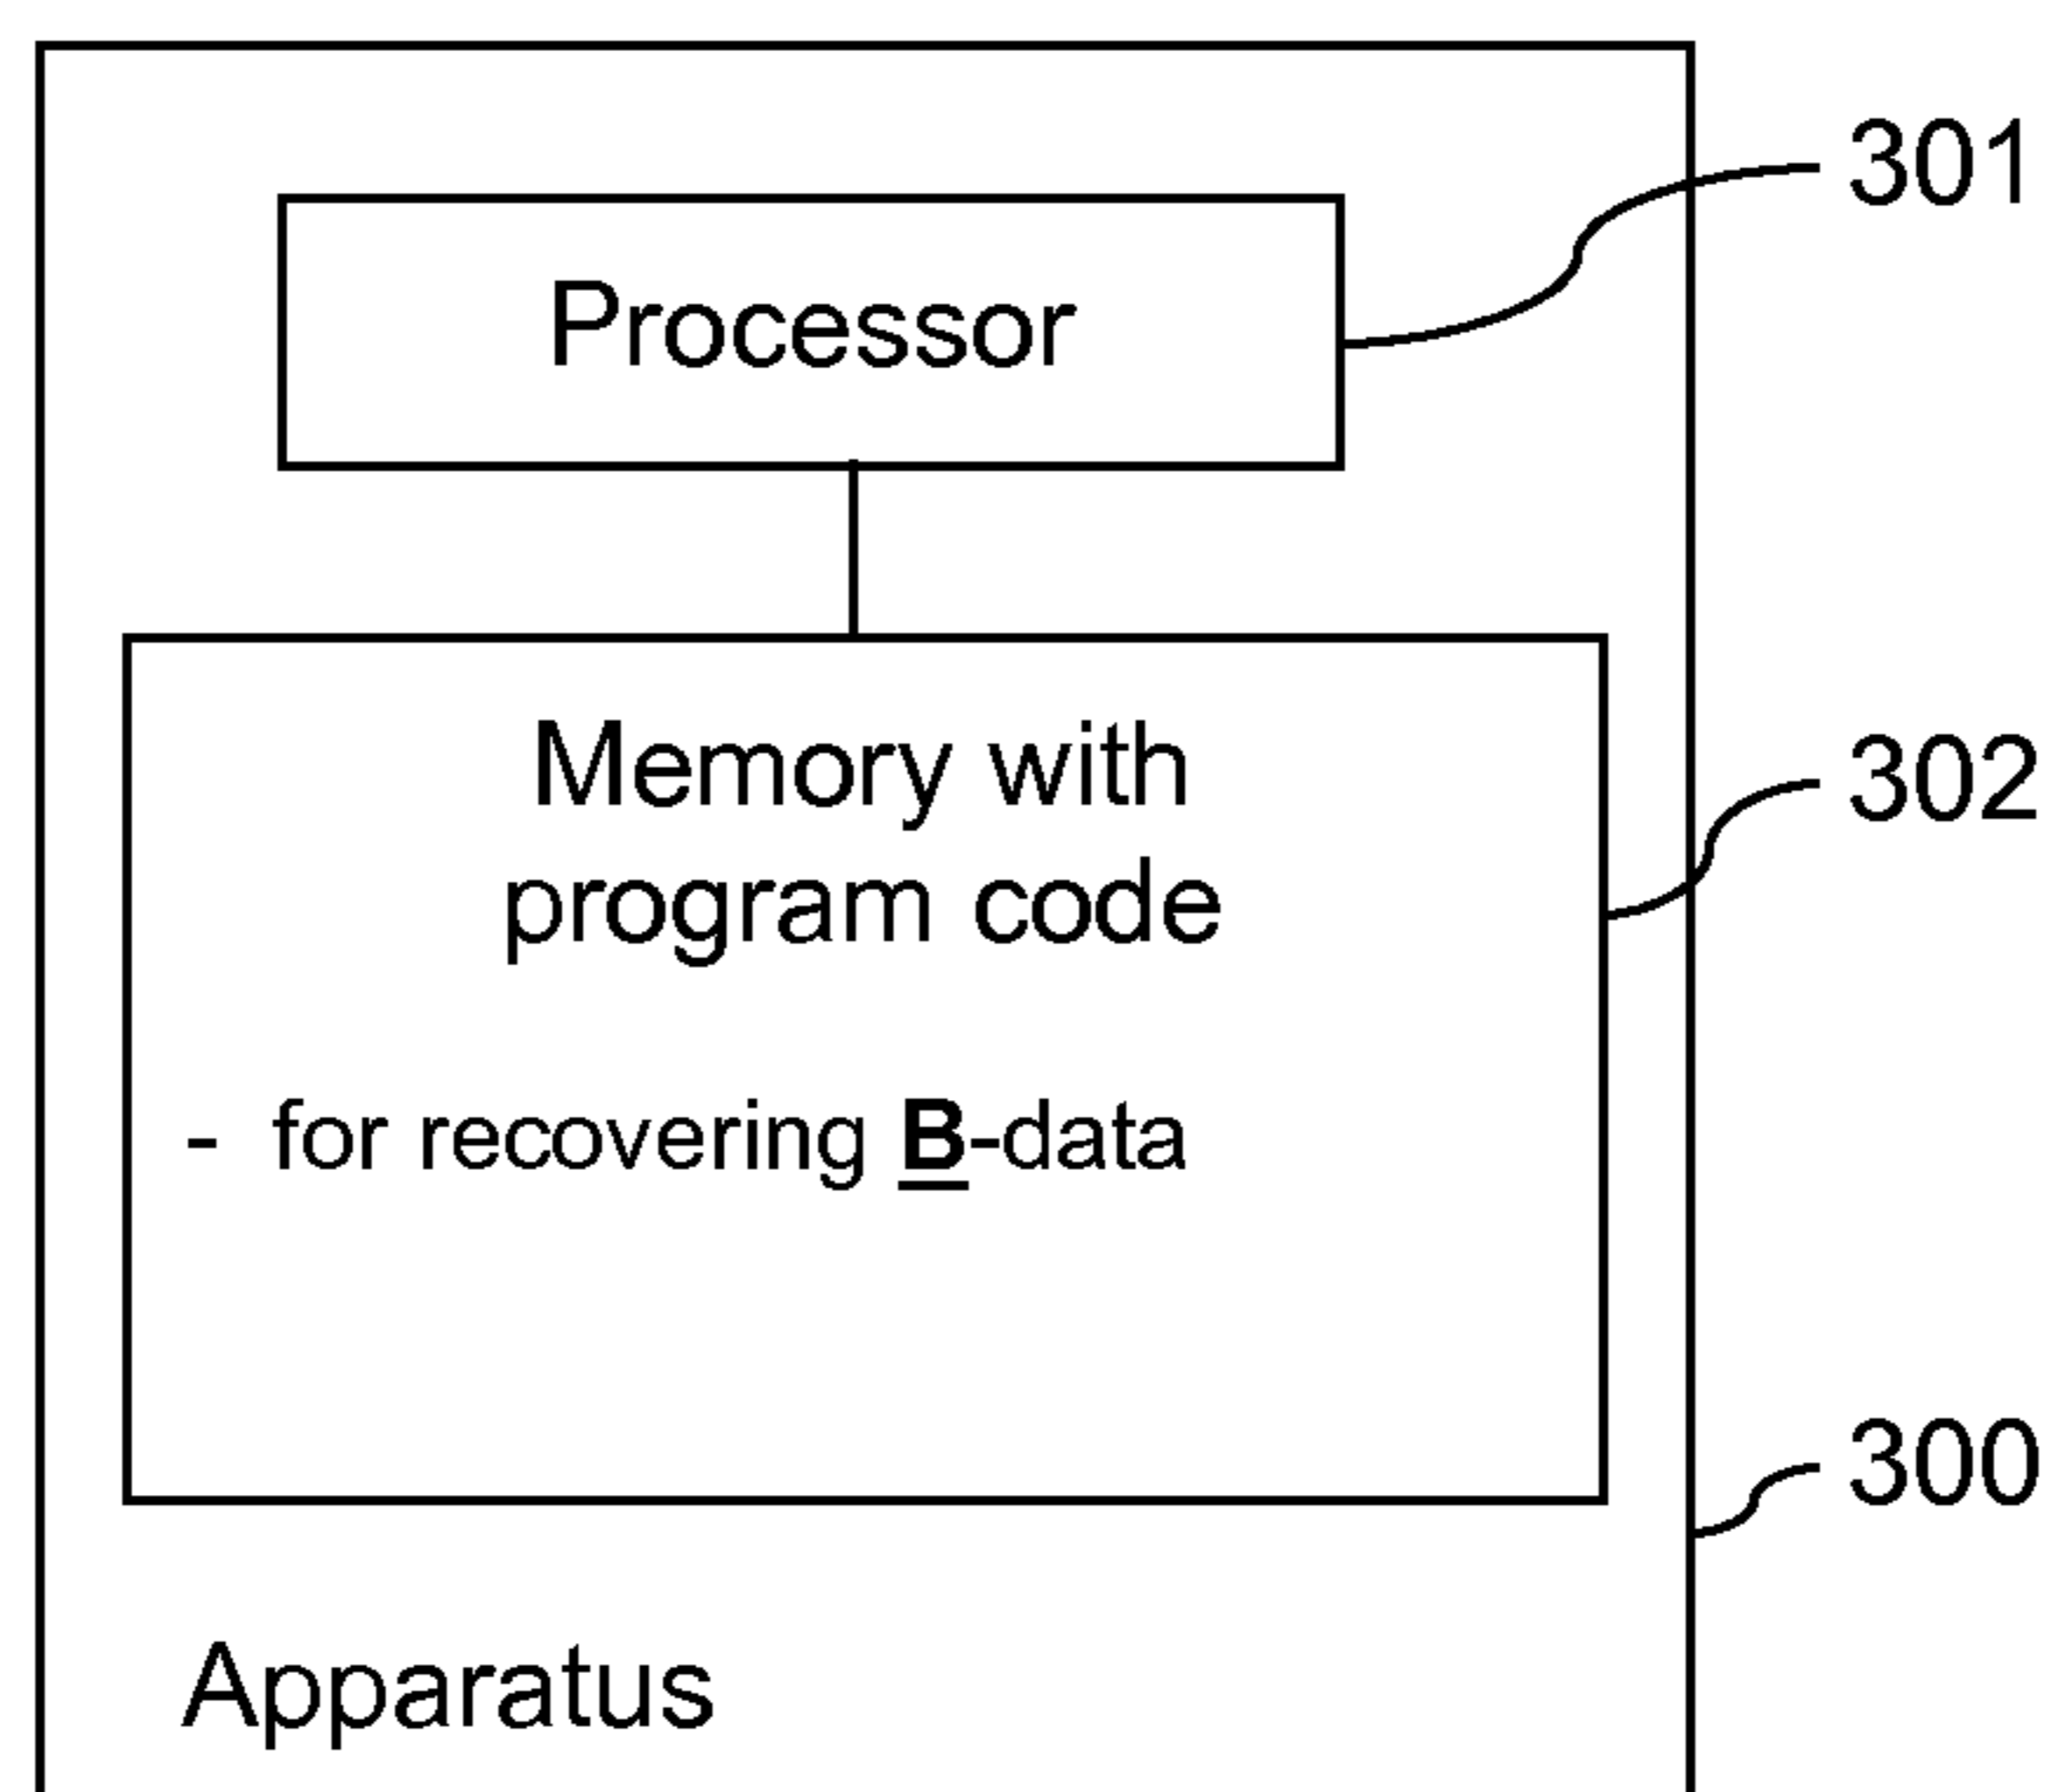 301
Processor
Memory with
302
program code
- for recovering B-data
300
Apparatus